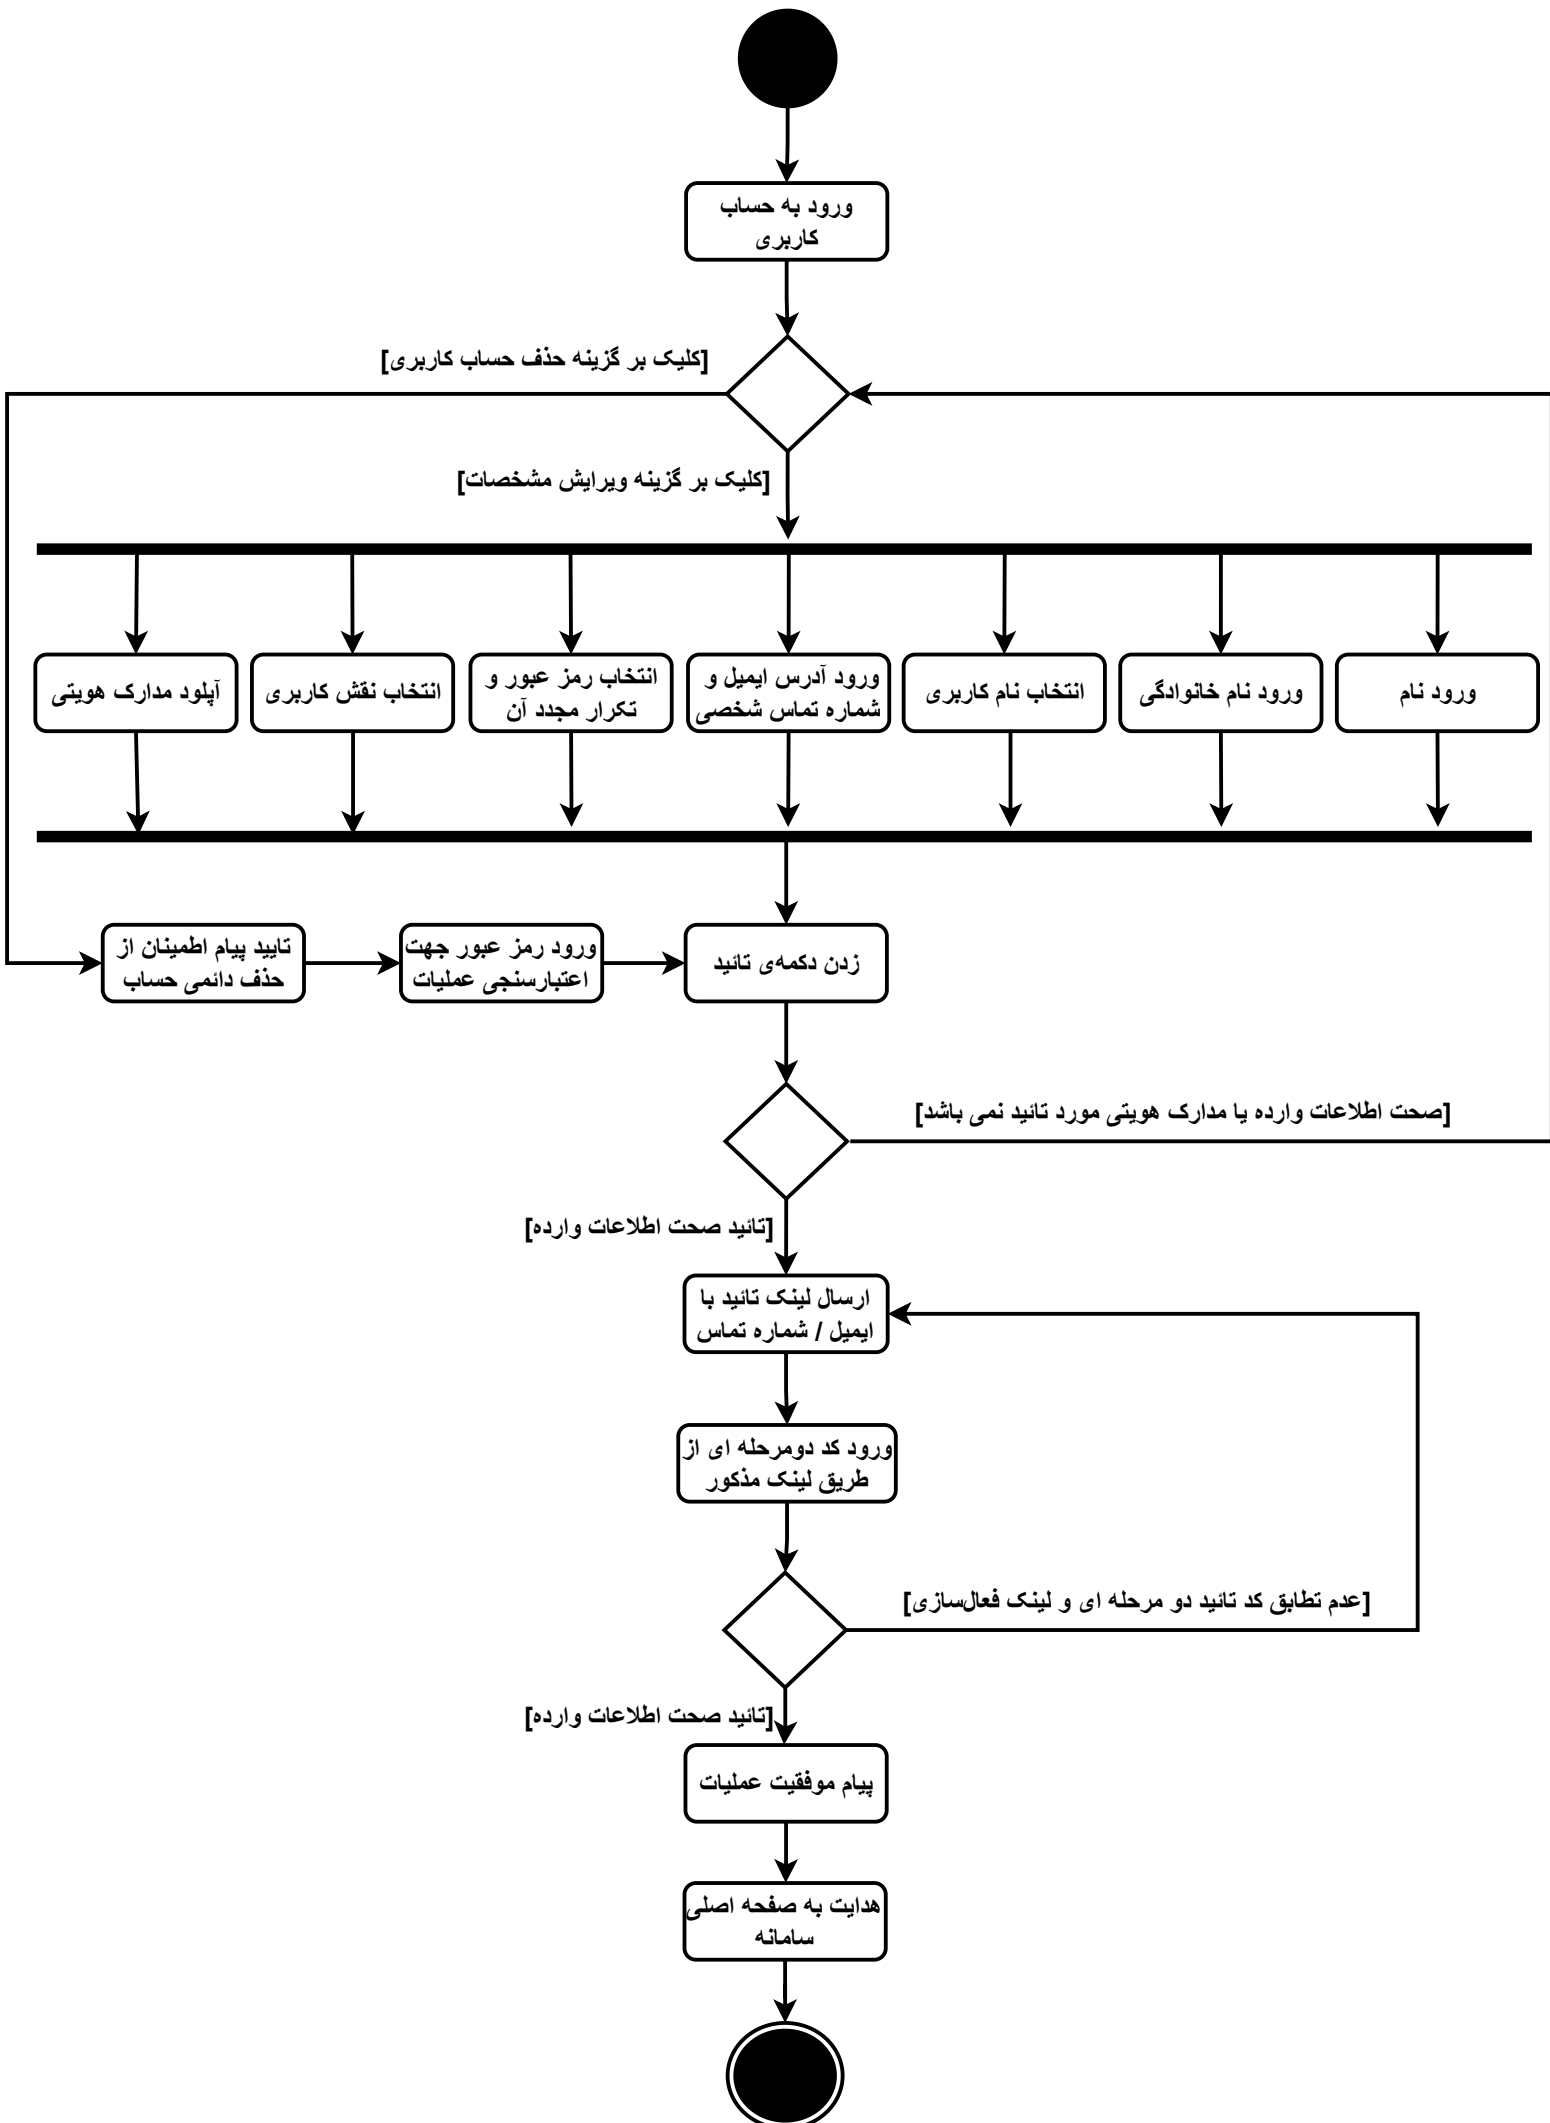 ورود به حساب
کاربری
[کلیک بر گزینه حذف حساب کاربری]
[کلیک بر گزینه ویرایش مشخصات]
ورود نام
ورود نام خانوادگی
انتخاب نام کاربری
ورود آدرس ایمیل و
شماره تماس شخصی
انتخاب رمز عبور و
تکرار مجدد آن
انتخاب نقش کاربری
آپلود مدارک هویتی
تایید پیام اطمینان از
حذف دائمی حساب
ورود رمز عبور جهت
اعتبارسنجی عملیات
زدن دکمه‌ی تائید
[صحت اطلاعات وارده یا مدارک هویتی مورد تائید نمی باشد]
[تائید صحت اطلاعات وارده]
ارسال لینک تائید با
ایمیل / شماره تماس
ورود کد دومرحله ای از
طریق لینک مذکور
[عدم تطابق کد تائید دو مرحله ای و لینک فعال‌سازی]
[تائید صحت اطلاعات وارده]
پیام موفقیت عملیات
هدایت به صفحه اصلی
سامانه